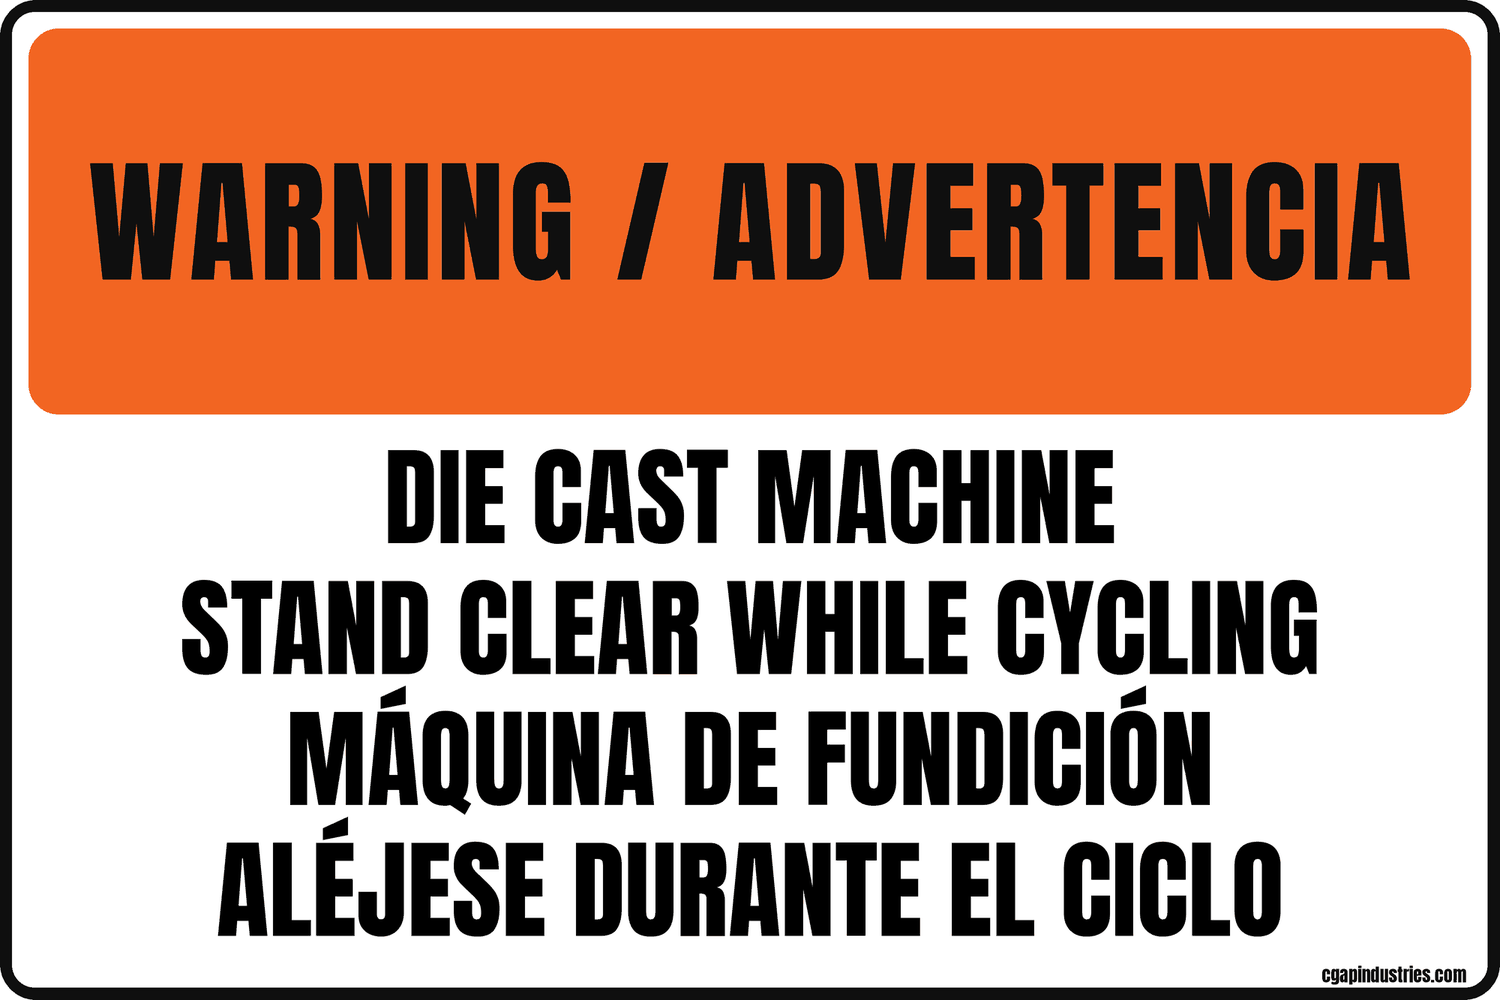 WARNING / ADVERTENCIA
DIE CAST MACHINE
STAND CLEAR WHILE CYCLING
MÁQUINA DE FUNDICIÓN
ALÉJESE DURANTE EL CICLO
cgapindustries.com